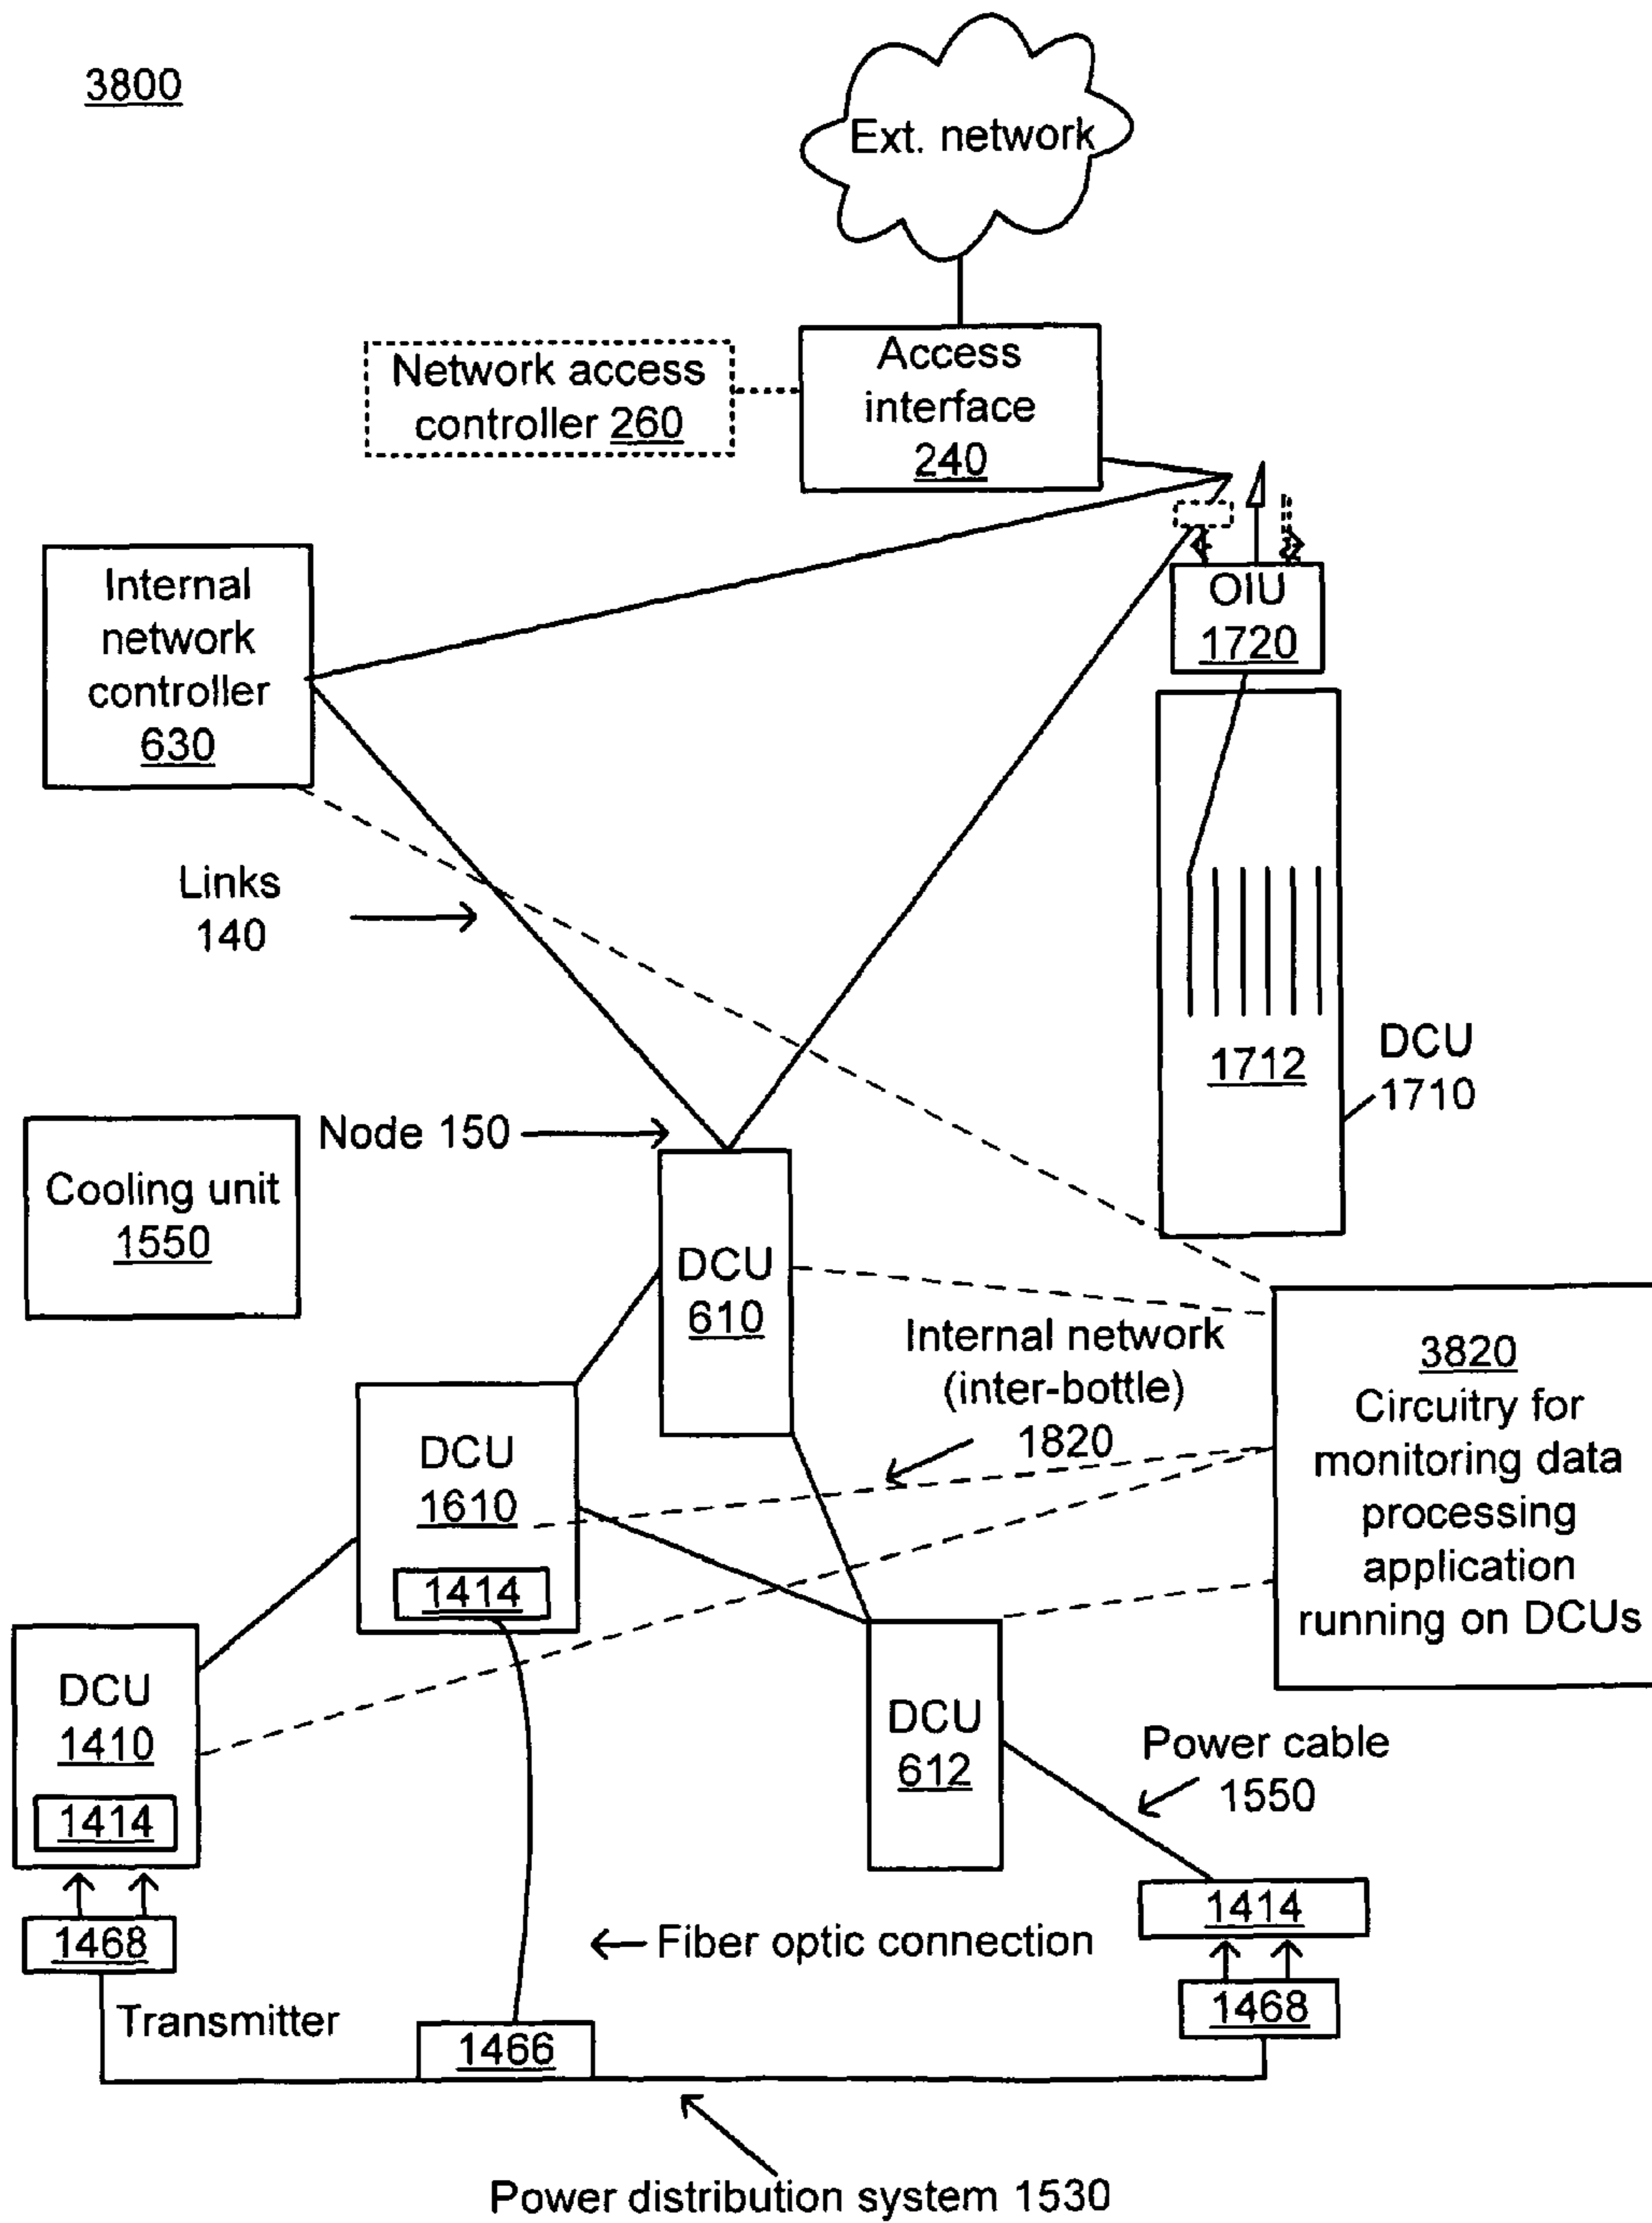 3800
Ext. network
Network access
controller 260
Access
interface
240
Internal
network
controller
630
OIU
1720
Links
140
1712
DCU
1710
Node 150
Cooling unit
1550
DCU
610
Internal network
(inter-bottle)
1820
3820
Circuitry for
monitoring data
processing
application
running on DCUs
DCU
1610
1414
DCU
1410
1414
DCU
612
Power cable
1550
1414
1468
Fiber optic connection
1468
Transmitter
1466
Power distribution system 1530